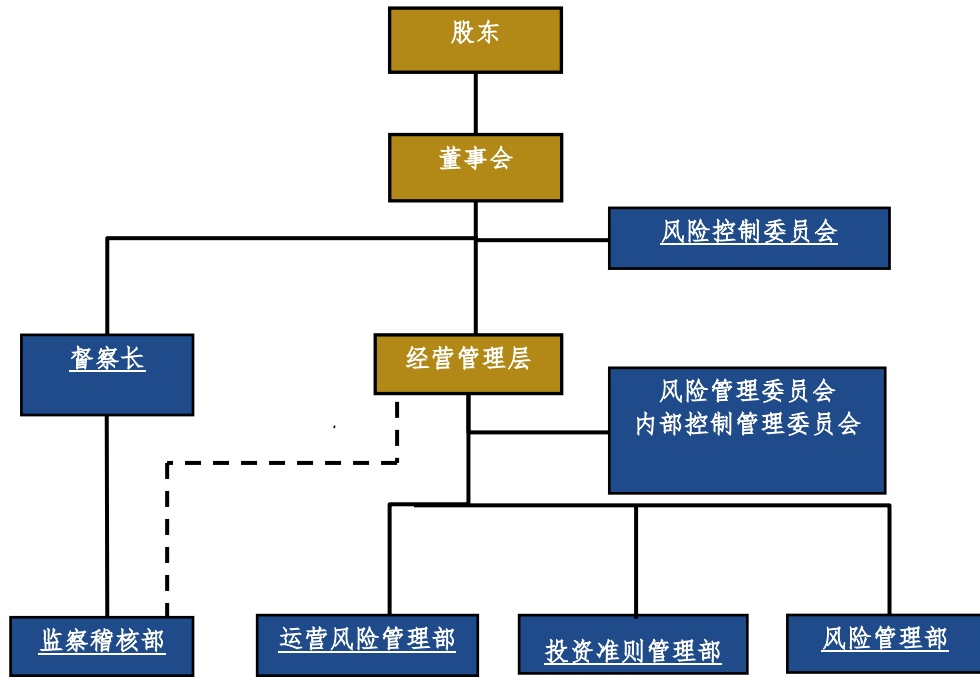 股东
董事会
风险控制委员会
督察长
经营管理层
风险管理委员会
内部控制管理委员会
监察稽核部
运营风险管理部
投资准则管理部
风险管理部